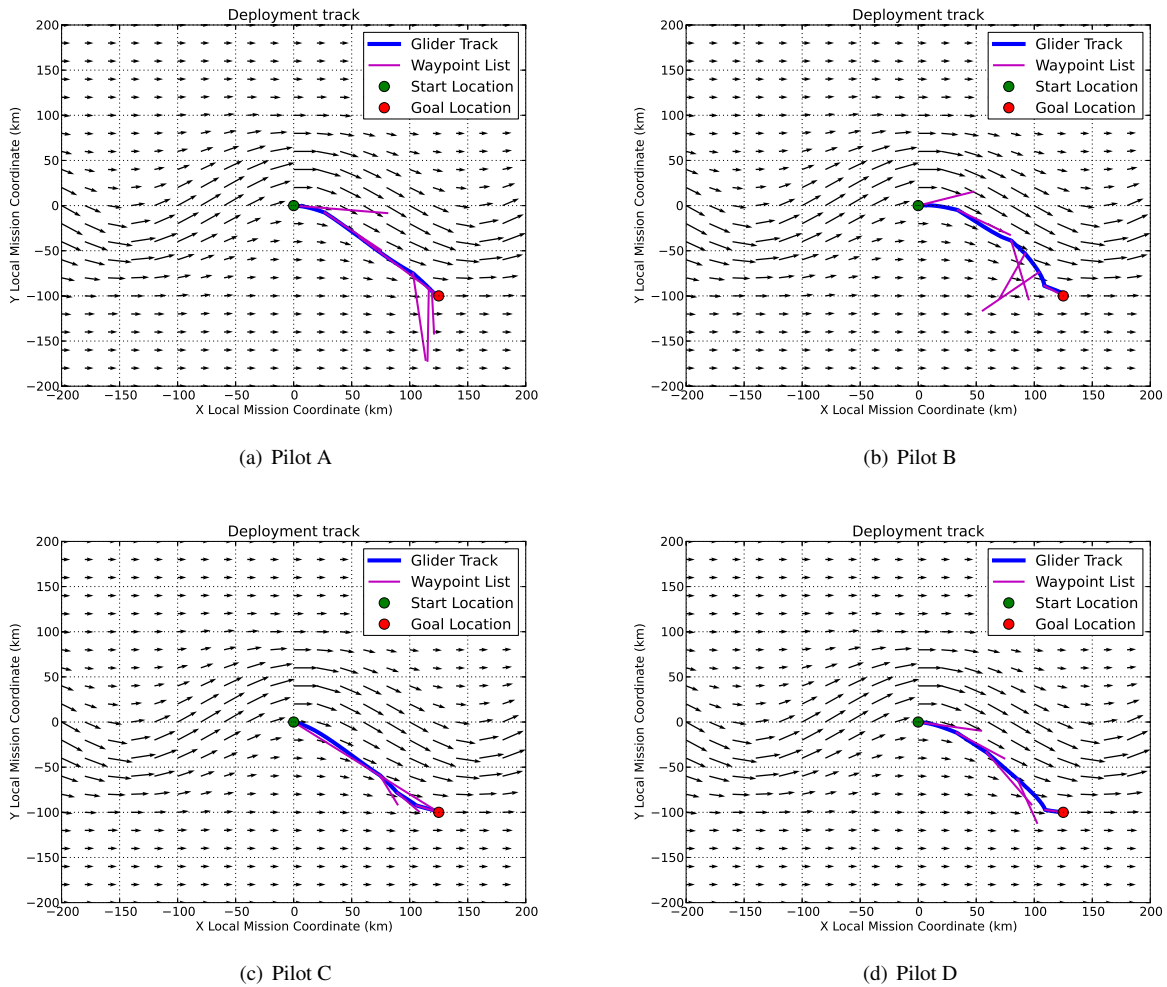 Deployment track
Glider Track
Waypoint List
Start Location
Goal Location
200
150
100
50
0
−50
−100
−150
−200
Y Local Mission Coordinate (km)
−200 −150 −100 −50 0 50 100 150 200
X Local Mission Coordinate (km)
(a) Pilot A
Deployment track
Glider Track
Waypoint List
Start Location
Goal Location
200
150
100
50
0
−50
−100
−150
−200
Y Local Mission Coordinate (km)
−200 −150 −100 −50 0 50 100 150 200
X Local Mission Coordinate (km)
(b) Pilot B
Deployment track
Glider Track
Waypoint List
Start Location
Goal Location
200
150
100
50
0
−50
−100
−150
−200
Y Local Mission Coordinate (km)
−200 −150 −100 −50 0 50 100 150 200
X Local Mission Coordinate (km)
(c) Pilot C
Deployment track
Glider Track
Waypoint List
Start Location
Goal Location
200
150
100
50
0
−50
−100
−150
−200
Y Local Mission Coordinate (km)
−200 −150 −100 −50 0 50 100 150 200
X Local Mission Coordinate (km)
(d) Pilot D